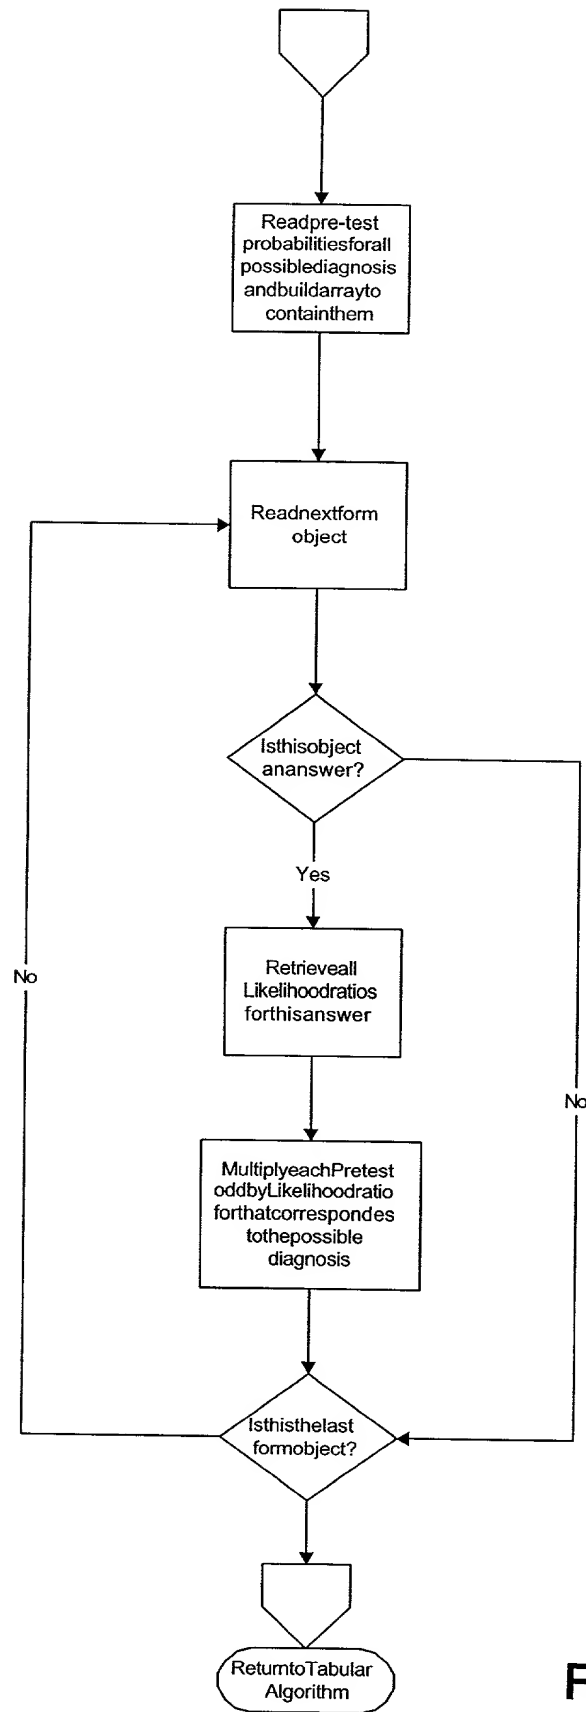 Readpre-test
probabilitiesforall
possiblediagnosis
andbuildarrayto
containthem
Readnextform
object
Isthisobject
ananswer?
Yes
Retrieveall
Likelihoodratios
forthisanswer
No
No
MultiplyeachPretest
oddbyLikelihoodratio
forthatcorrespondes
tothepossible
diagnosis
Isthisthelast
formobject?
ReturntoTabular
Algorithm
F